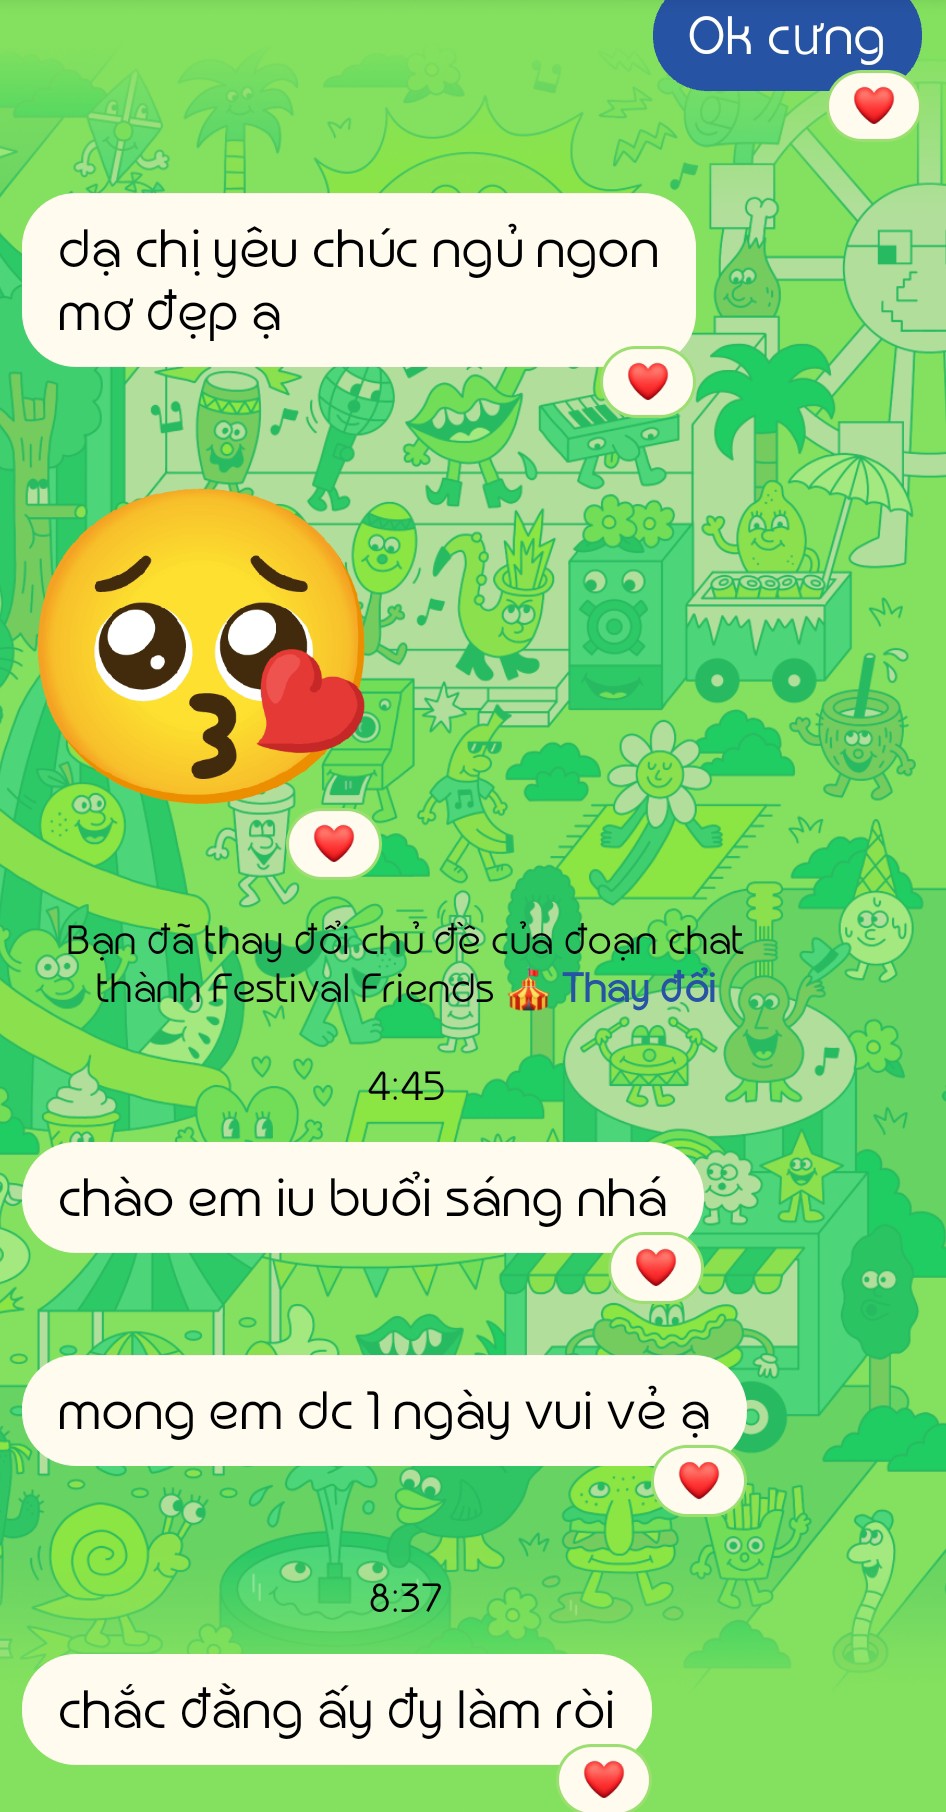 Ok cưng
dạ chị yêu chúc ngủ ngon
mơ đẹp ạ
Bạn đã thay đổi chủ đề của đoạn chat
thành Festival Friends 🎪 Thay đổi
4:45
chào em iu buổi sáng nhá
mong em dc 1 ngày vui vẻ ạ
8:37
chắc đằng ấy đy làm ròi